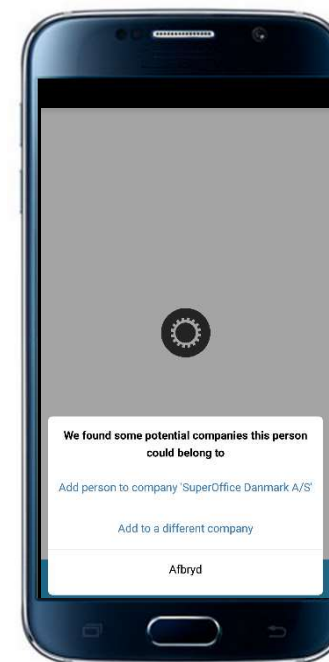 We found some potential companies this person
could belong to
Add person to company 'SuperOffice Danmark A/S'
Add to a different company
Afbryd